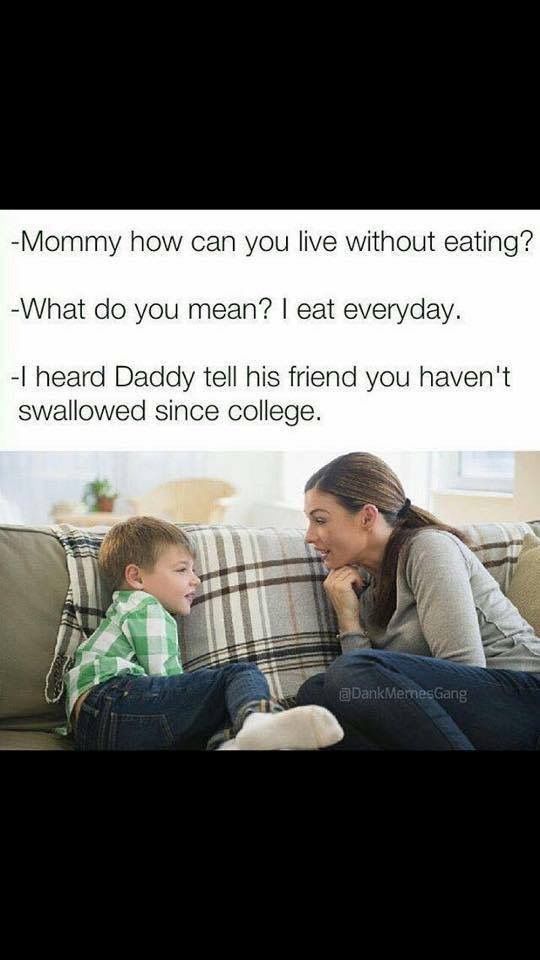 -Mommy how can you live without eating?
-What do you mean? I eat everyday.
-I heard Daddy tell his friend you haven't
swallowed since college.
@DankMemesGang